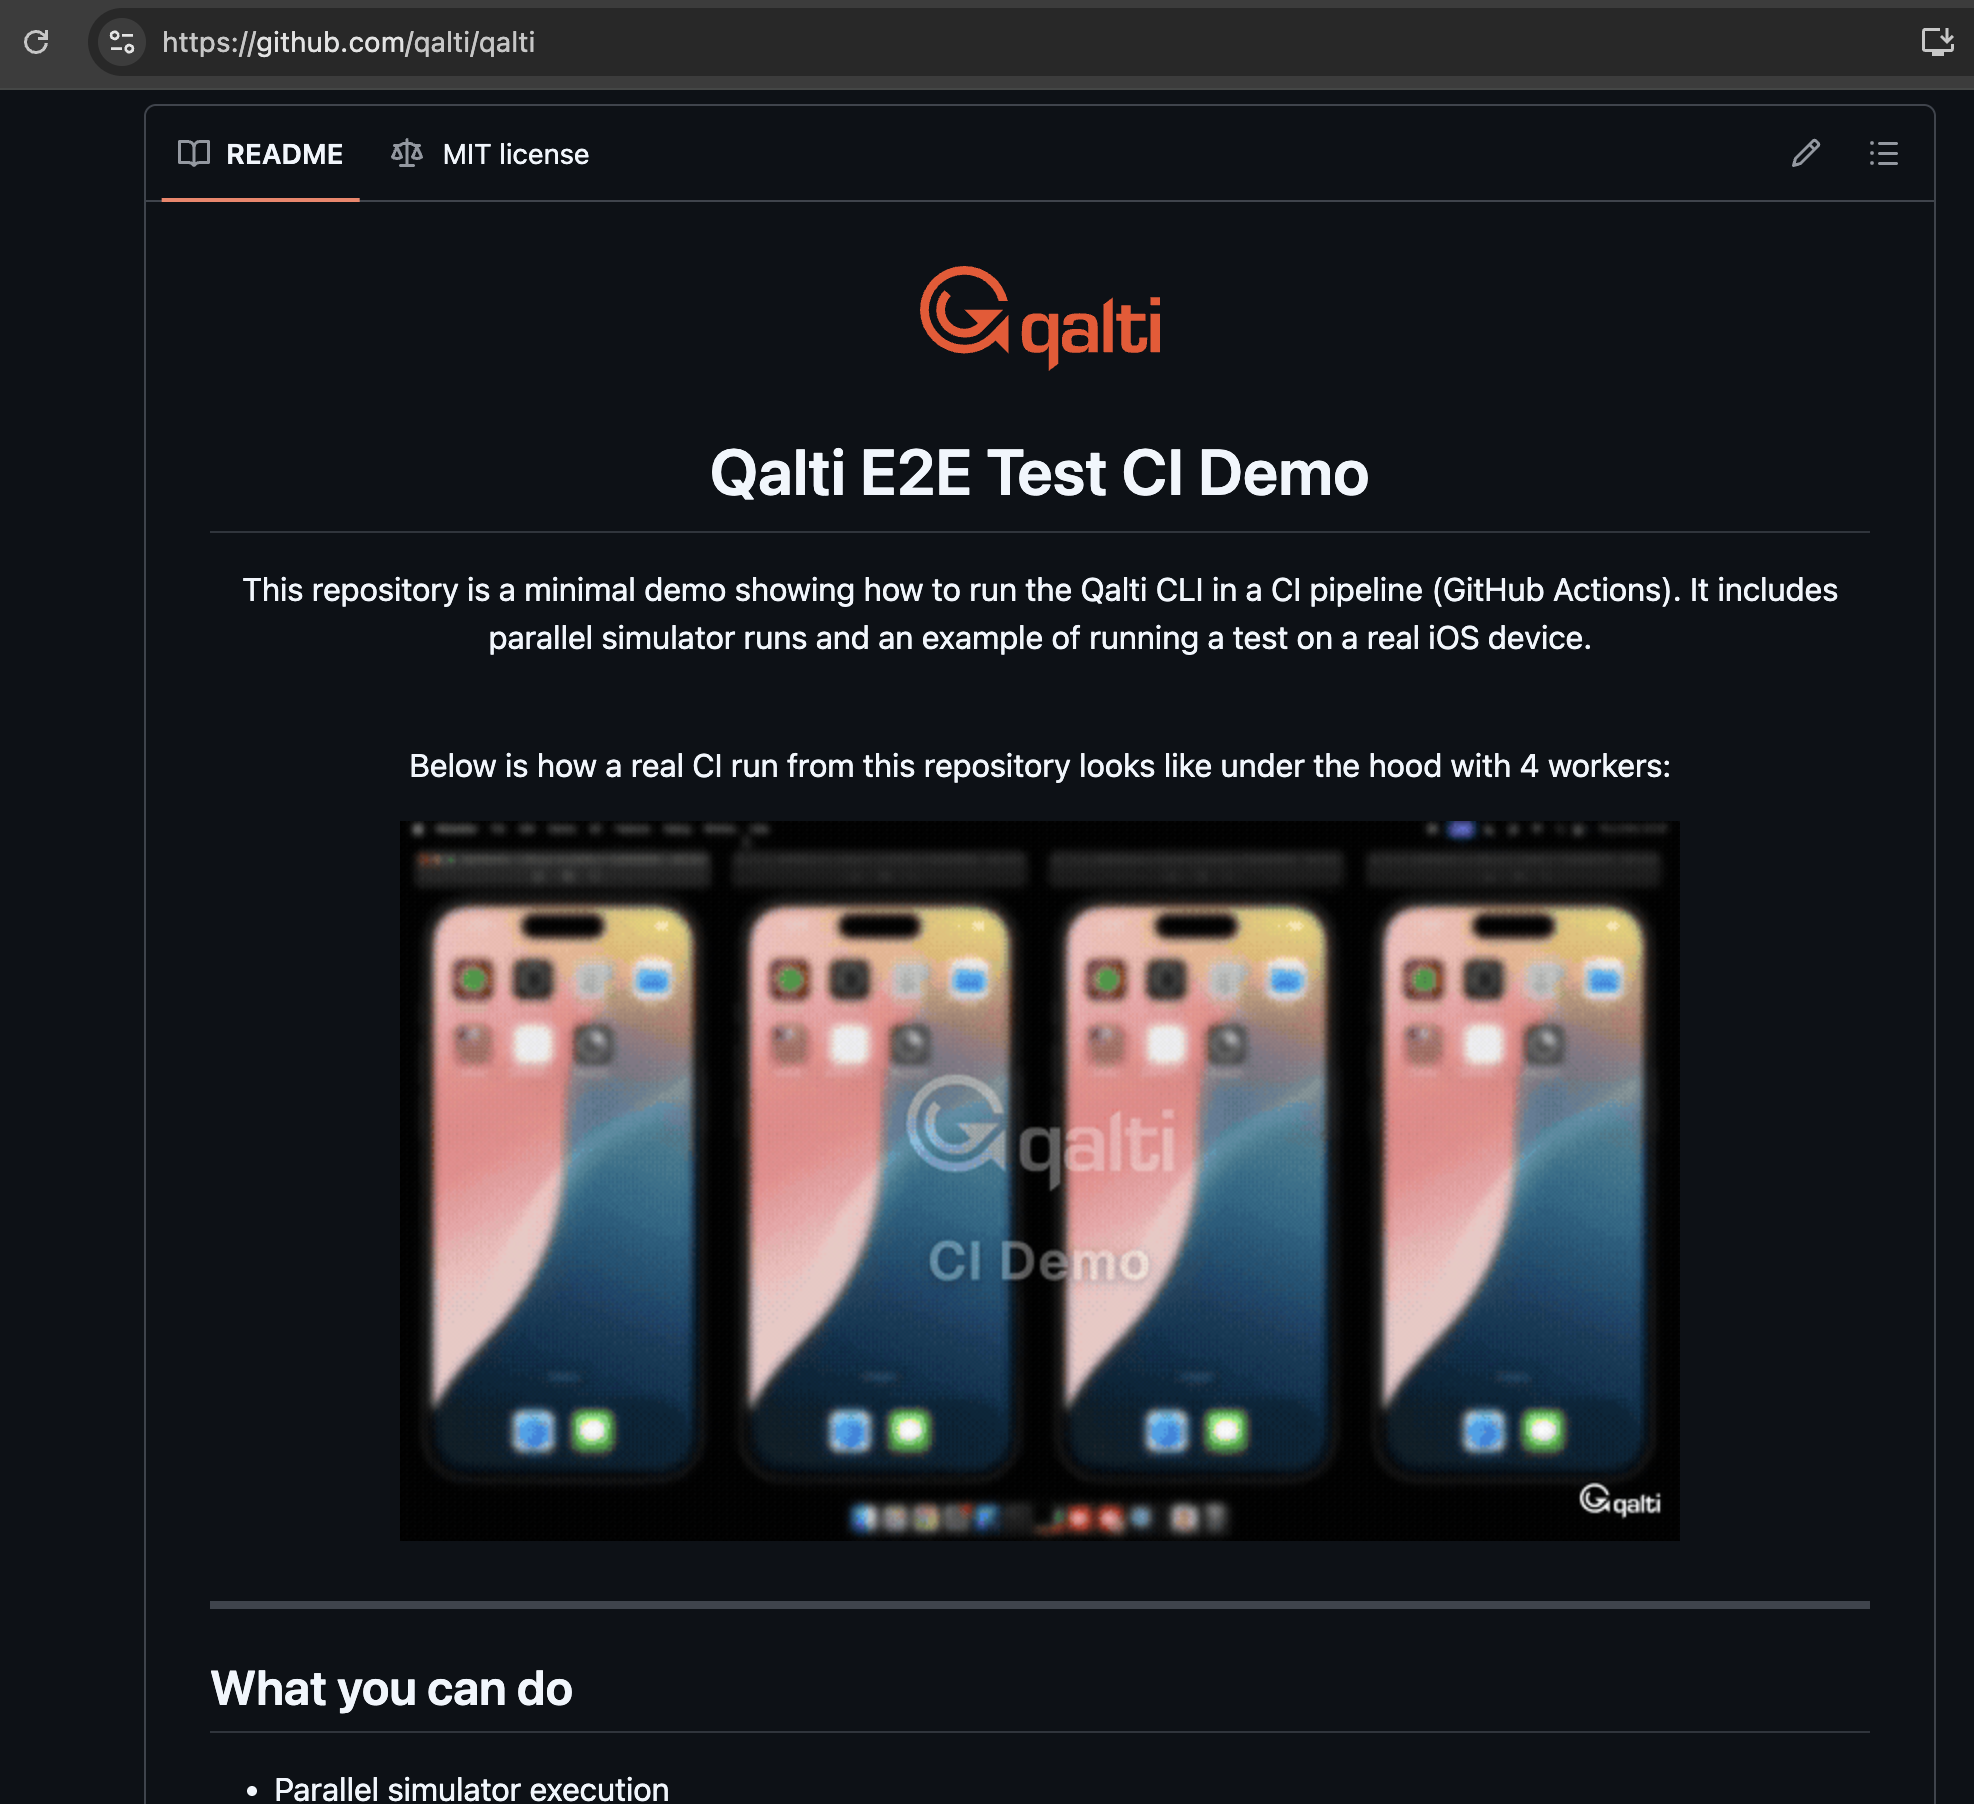 https://github.com/qalti/qalti
README
MIT license
qalti
Qalti E2E Test CI Demo
This repository is a minimal demo showing how to run the Qalti CLI in a CI pipeline (GitHub Actions). It includes
parallel simulator runs and an example of running a test on a real iOS device.
Below is how a real CI run from this repository looks like under the hood with 4 workers:
qalti
CI Demo
qalti
What you can do
• Parallel simulator execution